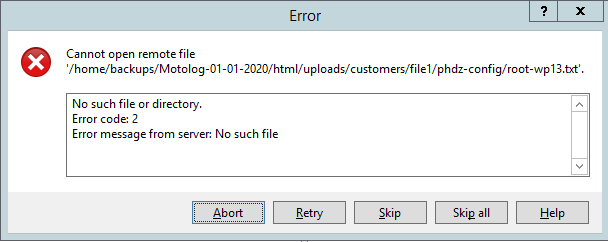 Error
?
X
Cannot open remote file
'/home/backups/Motolog-01-01-2020/html/uploads/customers/file1/phdz-config/root-wp13.txt'.
No such file or directory.
Error code: 2
Error message from server: No such file
Abort
Retry
Skip
Skip all
Help